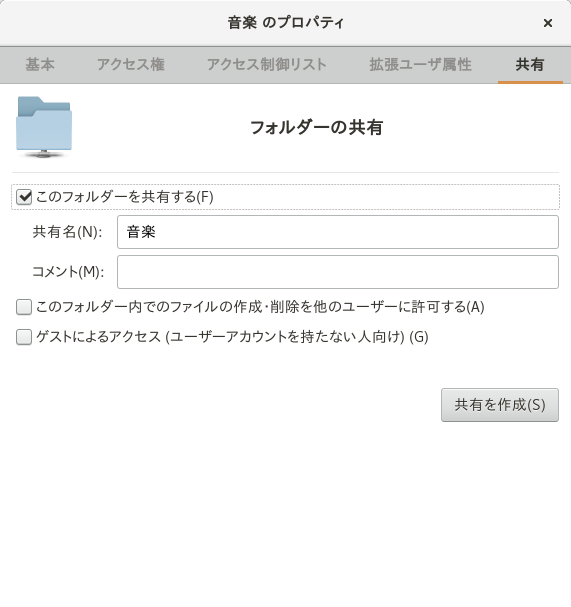 音楽 のプロパティ
基本 アクセス権 アクセス制御リスト 拡張ユーザ属性 共有
フォルダーの共有
このフォルダーを共有する(F)
共有名(N): 音楽
コメント(M):
このフォルダー内でのファイルの作成・削除を他のユーザーに許可する(A)
ゲストによるアクセス (ユーザーアカウントを持たない人向け) (G)
共有を作成(S)